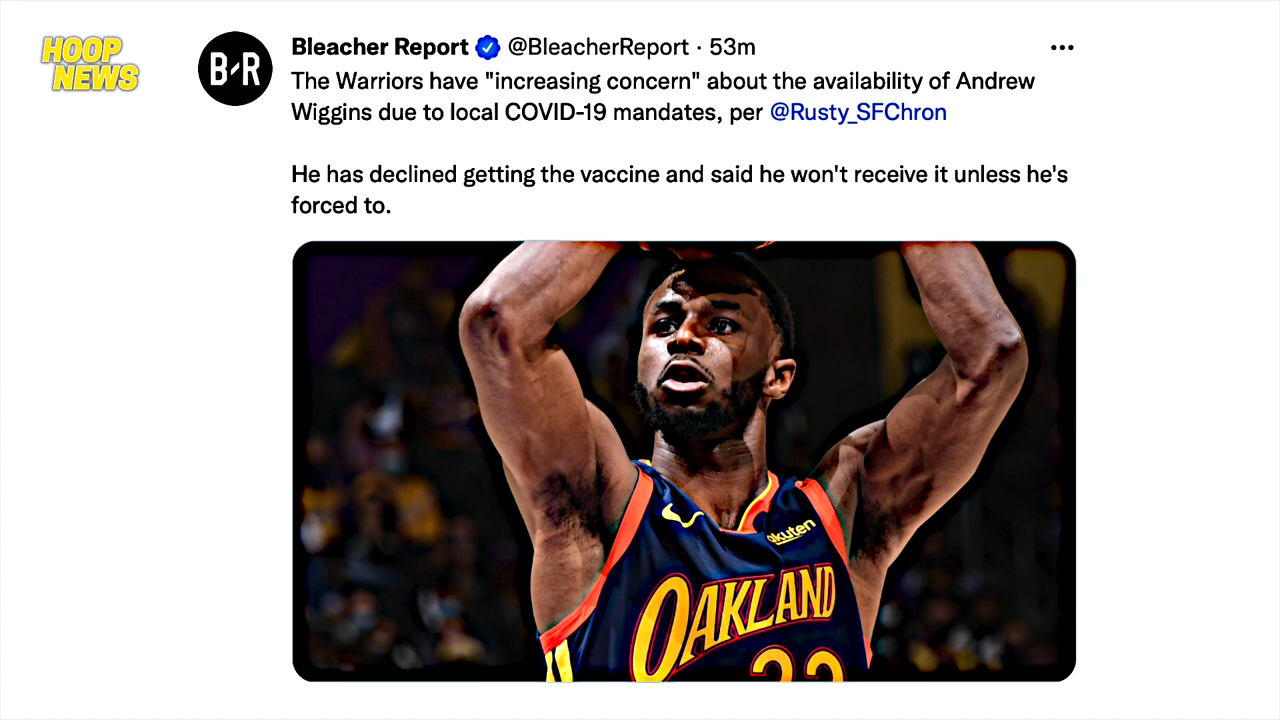 HOOP
NEWS
B/R
Bleacher Report @BleacherReport · 53m
The Warriors have "increasing concern" about the availability of Andrew
Wiggins due to local COVID-19 mandates, per @Rusty_SFChron
He has declined getting the vaccine and said he won't receive it unless he's
forced to.
akuten
OAKLAND
22